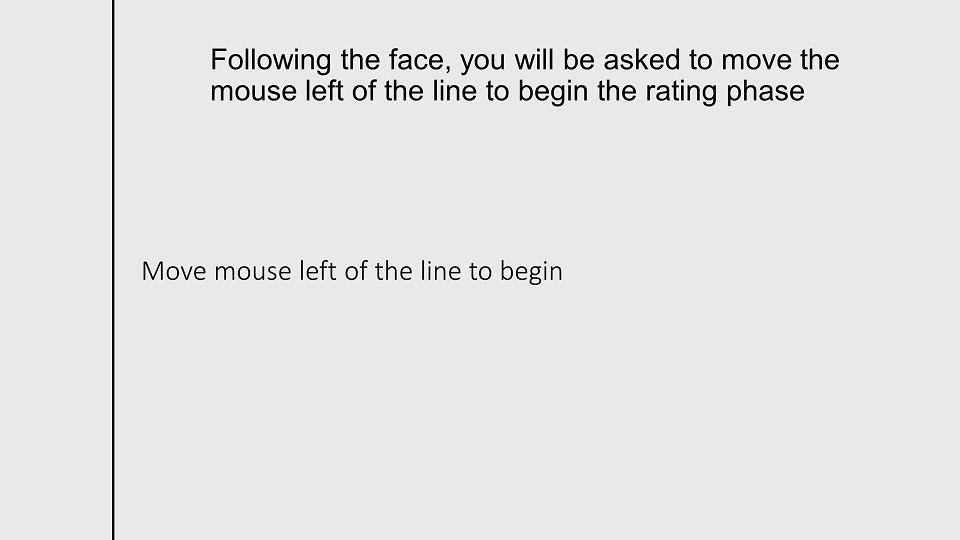 Following the face, you will be asked to move the
mouse left of the line to begin the rating phase
Move mouse left of the line to begin